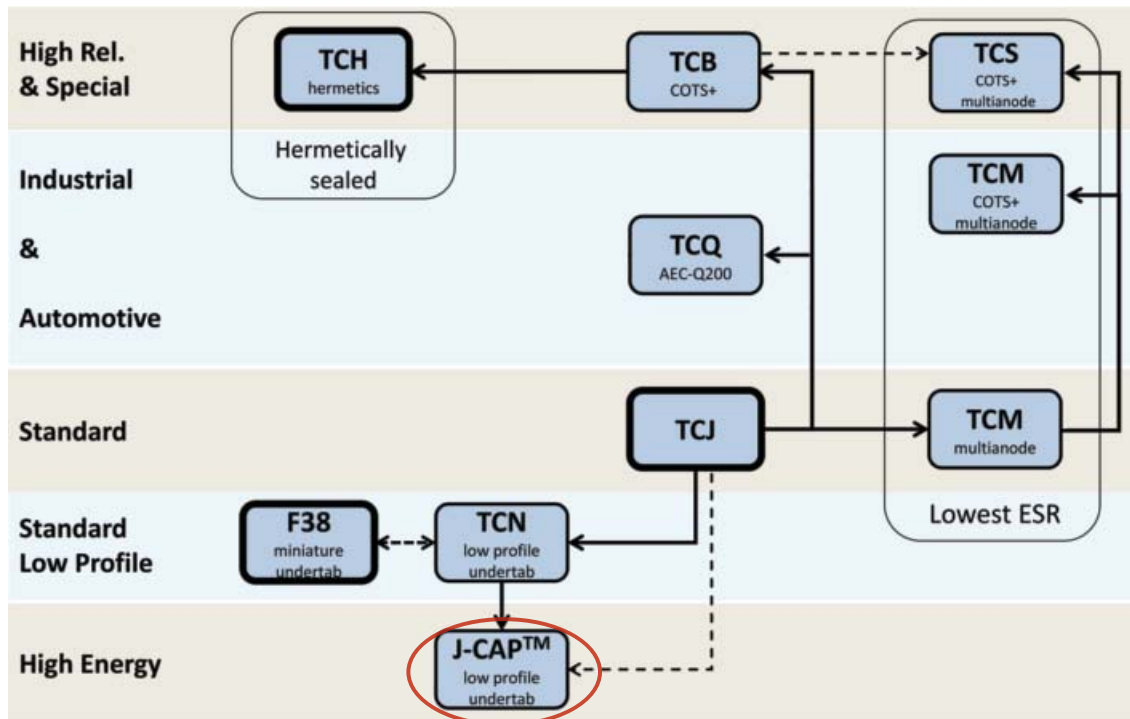 High Rel.
& Special
TCH
hermetics
Hermetically
sealed
TCB
COTS+
TCS
COTS+
multianode
Industrial
&
Automotive
TCQ
AEC-Q200
TCM
COTS+
multianode
Standard
TCJ
TCM
multianode
Lowest ESR
Standard
Low Profile
F38
miniature
undertab
TCN
low profile
undertab
High Energy
J-CAP™
low profile
undertab